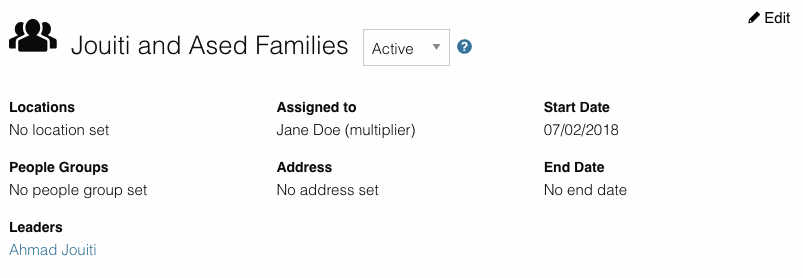 Edit
Jouiti and Ased Families Active ?
Locations Assigned to Start Date
No location set Jane Doe (multiplier) 07/02/2018
People Groups Address End Date
No people group set No address set No end date
Leaders
Ahmad Jouiti